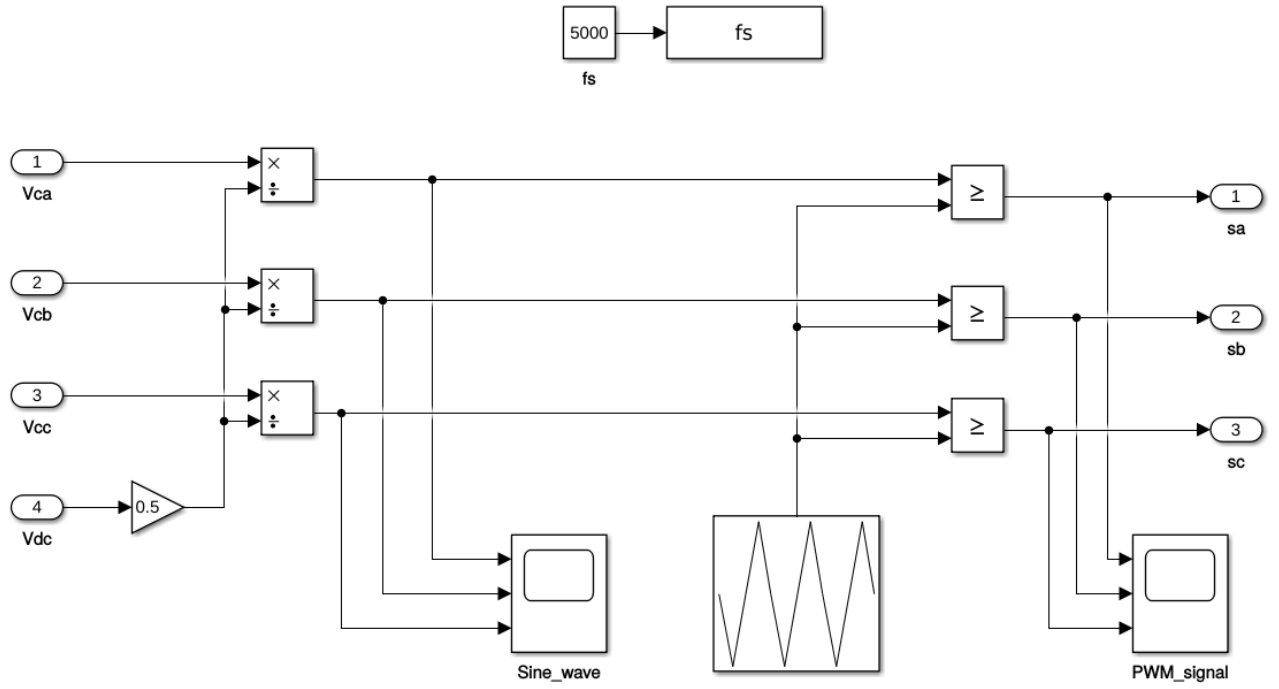 5000
fs
fs
1
×
÷
Vca
≥
1
sa
2
×
÷
Vcb
≥
2
sb
3
×
÷
Vcc
≥
3
sc
4
0.5
Vdc
Sine_wave
PWM_signal